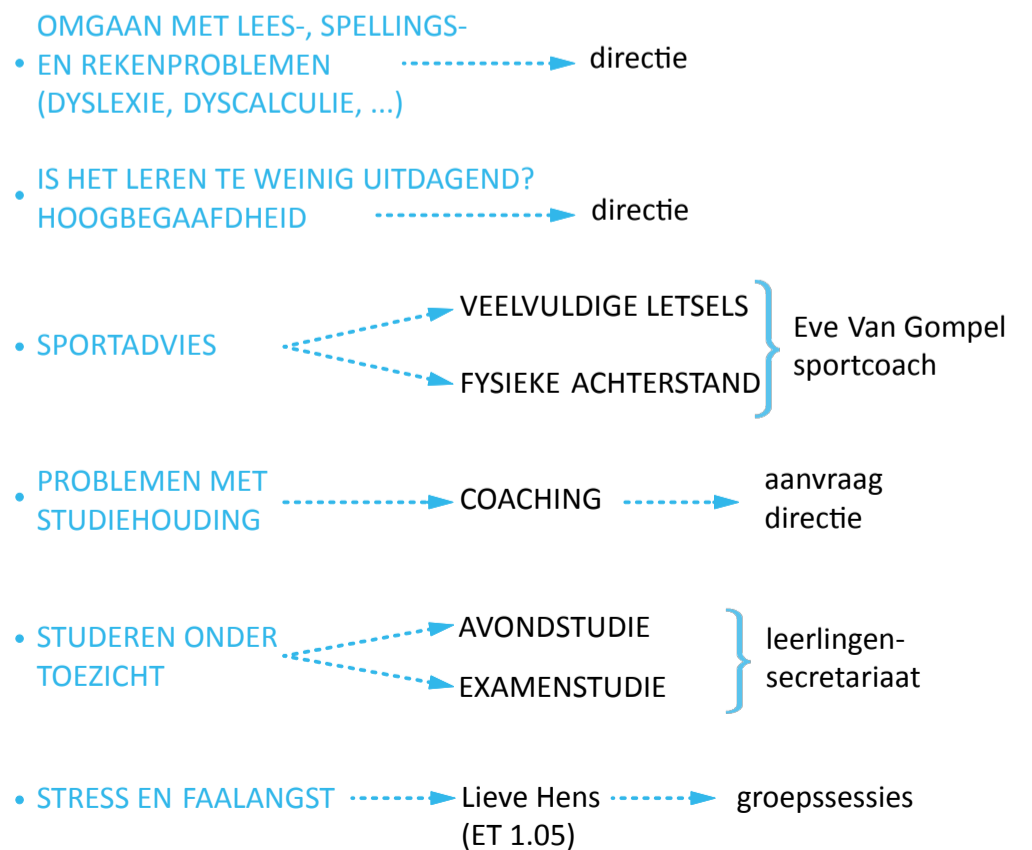 OMGAAN MET LEES-, SPELLINGS-
• EN REKENPROBLEMEN
(DYSLEXIE, DYSCALCULIE, ...)
directie
• IS HET LEREN TE WEINIG UITDAGEND?
HOOGBEGAAFDHEID
directie
• SPORTADVIES
VEELVULDIGE LETSELS
FYSIEKE ACHTERSTAND
Eve Van Gompel
sportcoach
• PROBLEMEN MET
STUDIEHOUDING
COACHING
aanvraag
directie
• STUDEREN ONDER
TOEZICHT
AVONDSTUDIE
EXAMENSTUDIE
leerlingen-
secretariaat
• STRESS EN FAALANGST
Lieve Hens
(ET 1.05)
groepssessies